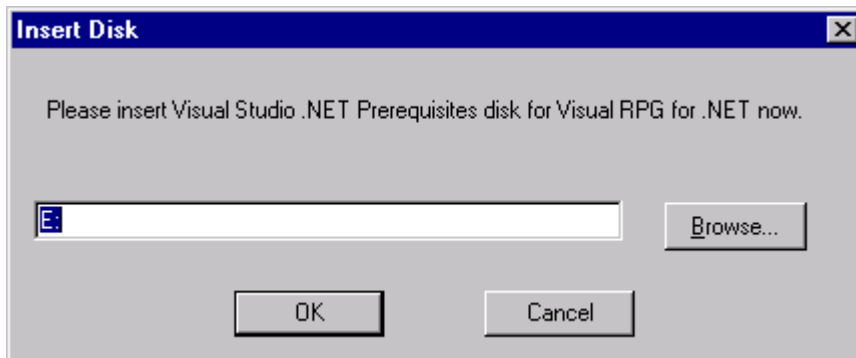 Insert Disk
Please insert Visual Studio .NET Prerequisites disk for Visual RPG for .NET now.
E:
Browse...
OK
Cancel